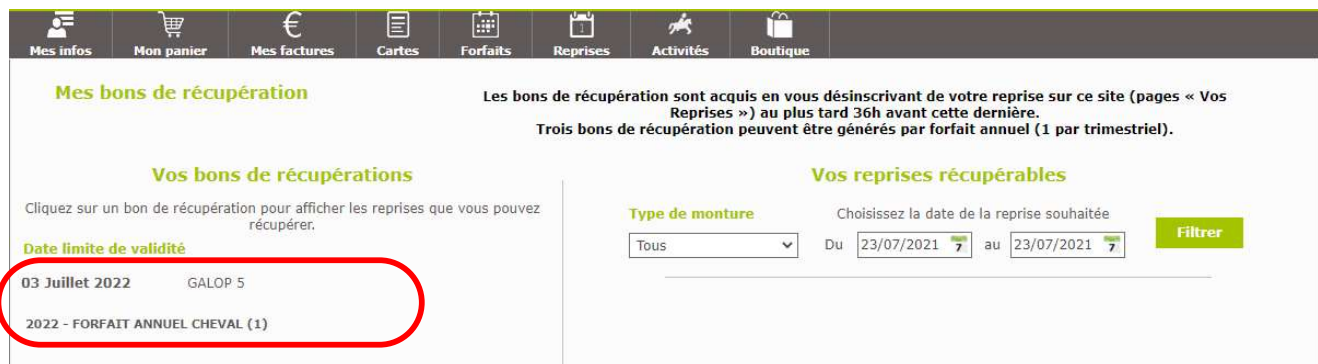 Mes infos
Mon panier
Mes factures
Cartes
Forfaits
Reprises
Activités
Boutique
Mes bons de récupération
Les bons de récupération sont acquis en vous désinscrivant de votre reprise sur ce site (pages « Vos
Reprises ») au plus tard 36h avant cette dernière.
Trois bons de récupération peuvent être générés par forfait annuel (1 par trimestriel).
Vos bons de récupérations
Cliquez sur un bon de récupération pour afficher les reprises que vous pouvez
récupérer.
Date limite de validité
03 Juillet 2022 GALOP 5
2022 - FORFAIT ANNUEL CHEVAL (1)
Vos reprises récupérables
Type de monture
Choisissez la date de la reprise souhaitée
Tous
Du 23/07/2021 7 au 23/07/2021 7
Filtrer